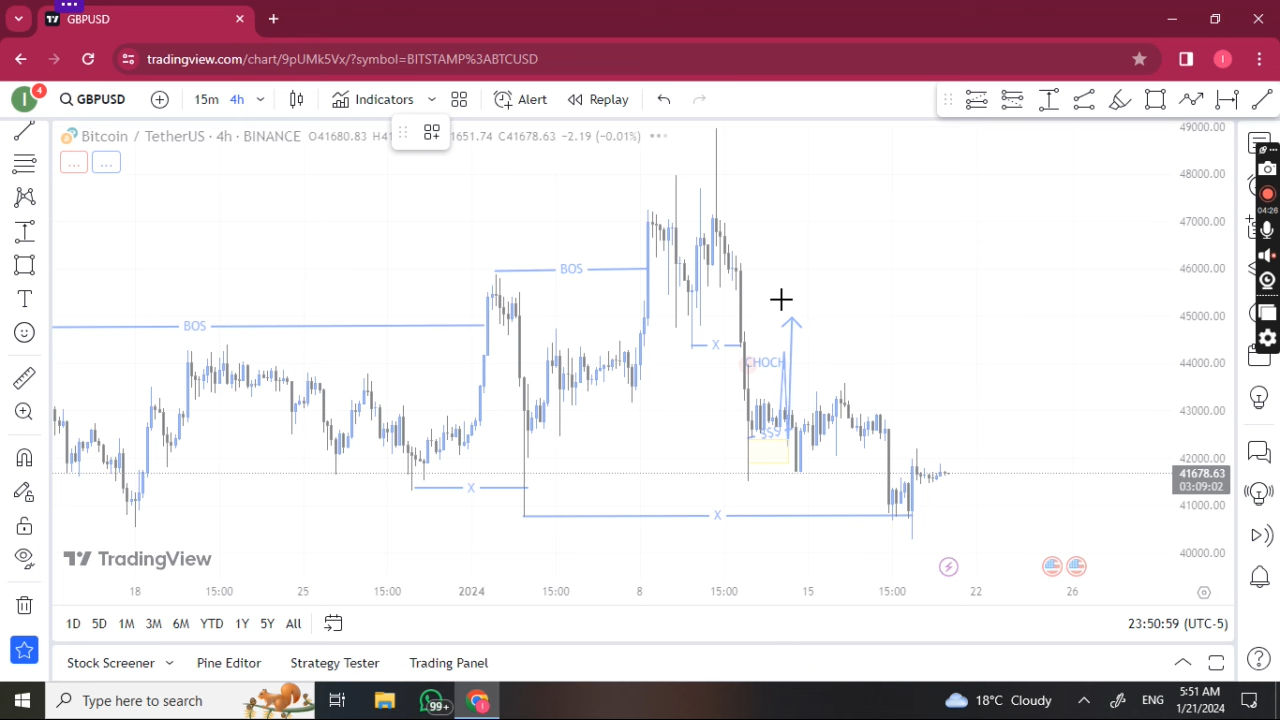 GBPUSD
tradingview.com/chart/9pUMk5Vx/?symbol=BITSTAMP%3ABTCUSD
4
I
GBPUSD
15m 4h
Indicators
Alert
Replay
I
Bitcoin / TetherUS · 4h · BINANCE O41680.83 H41 1651.74 C41678.63 −2.19 (−0.01%)
49000.00
48000.00
47000.00
46000.00
45000.00
44000.00
43000.00
42000.00
41678.63
03:09:02
41000.00
40000.00
04:26
BOS
BOS
X
CHOCH
$$$
X
X
TradingView
18 15:00 25 15:00 2024 15:00 8 15:00 15 15:00 22 26
1D 5D 1M 3M 6M YTD 1Y 5Y All
23:50:59 (UTC-5)
Stock Screener Pine Editor Strategy Tester Trading Panel
Type here to search
99+
18°C Cloudy
ENG
5:51 AM
1/21/2024